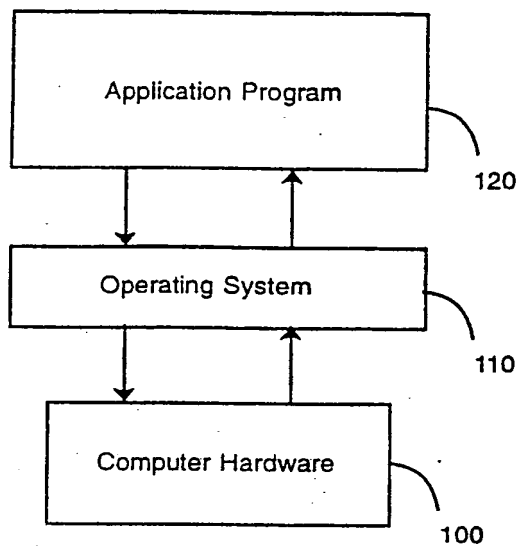 Application Program
120
Operating System
110
Computer Hardware
100